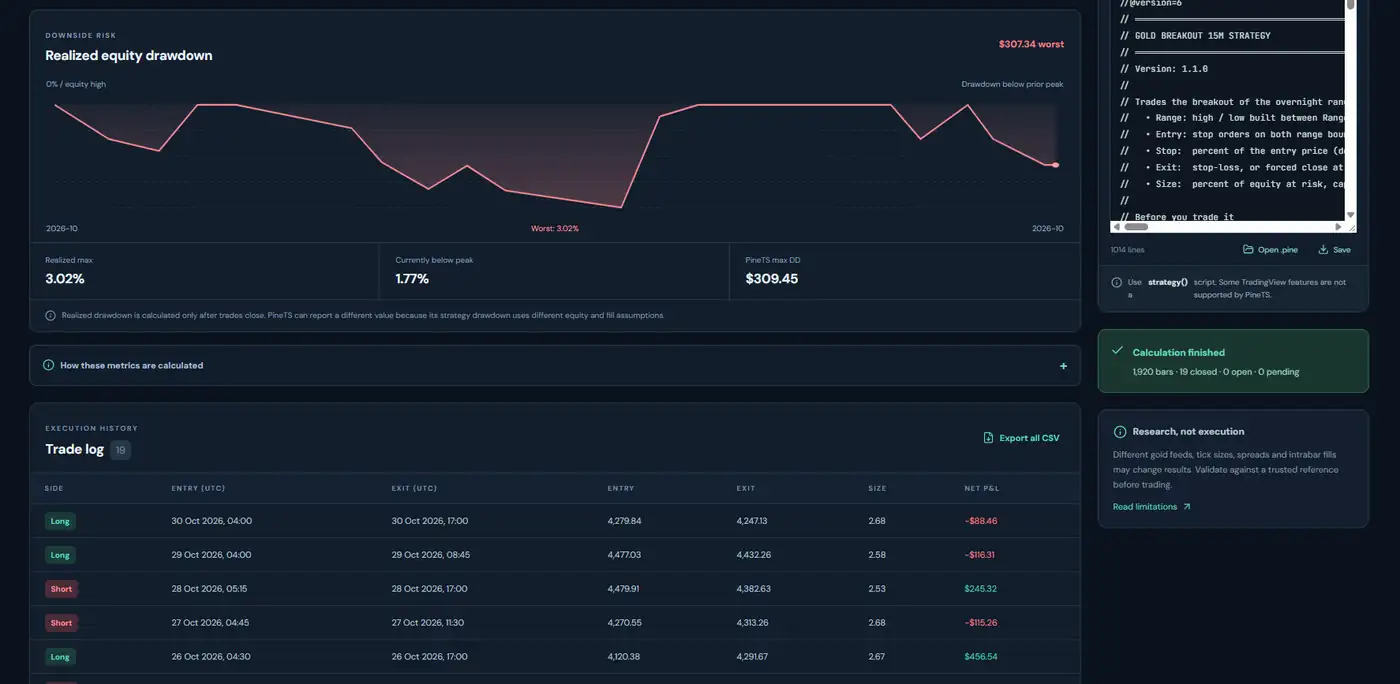 DOWNSIDE RISK
Realized equity drawdown
$307.34 worst
0% / equity high
Drawdown below prior peak
2026-10
Worst: 3.02%
2026-10
Realized max
3.02%
Currently below peak
1.77%
PineTS max DD
$309.45
Realized drawdown is calculated only after trades close. PineTS can report a different value because its strategy drawdown uses different equity and fill assumptions.
How these metrics are calculated
+
EXECUTION HISTORY
Trade log 19
Export all CSV
SIDE ENTRY (UTC) EXIT (UTC) ENTRY EXIT SIZE NET P&L
Long 30 Oct 2026, 04:00 30 Oct 2026, 17:00 4,279.84 4,247.13 2.68 -$88.46
Long 29 Oct 2026, 04:00 29 Oct 2026, 08:45 4,477.03 4,432.26 2.58 -$116.31
Short 28 Oct 2026, 05:15 28 Oct 2026, 17:00 4,479.91 4,382.63 2.53 $245.32
Short 27 Oct 2026, 04:45 27 Oct 2026, 11:30 4,270.55 4,313.26 2.68 -$115.26
Long 26 Oct 2026, 04:30 26 Oct 2026, 17:00 4,120.38 4,291.67 2.67 $456.54
//@version=6
// ════════════════════════
// GOLD BREAKOUT 15M STRATEGY
// ════════════════════════
// Version: 1.1.0
//
// Trades the breakout of the overnight ran
// • Range: high / low built between Rang
// • Entry: stop orders on both range bou
// • Stop: percent of the entry price (d
// • Exit: stop-loss, or forced close at
// • Size: percent of equity at risk, ca
//
// Before you trade it
1014 lines
Open .pine
Save
Use a strategy() script. Some TradingView features are not supported by PineTS.
Calculation finished
1,920 bars · 19 closed · 0 open · 0 pending
Research, not execution
Different gold feeds, tick sizes, spreads and intrabar fills
may change results. Validate against a trusted reference
before trading.
Read limitations